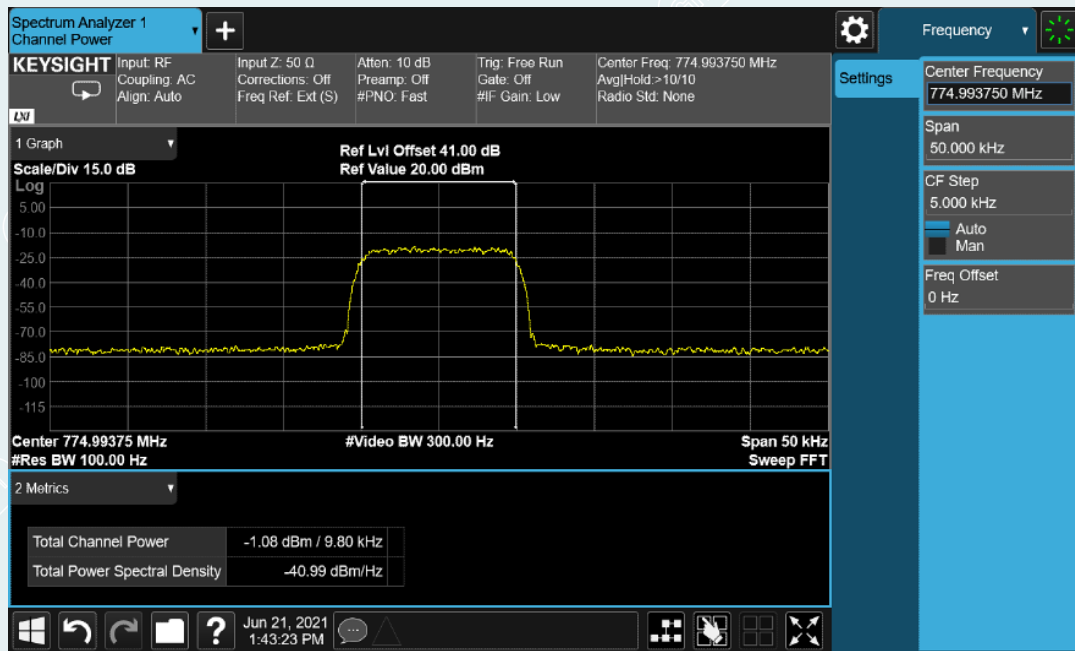 Spectrum Analyzer 1
Channel Power
+
Frequency
KEYSIGHT
LXI
Input: RF
Coupling: AC
Align: Auto
Input Z: 50 Ω
Corrections: Off
Freq Ref: Ext (S)
Atten: 10 dB
Preamp: Off
#PNO: Fast
Trig: Free Run
Gate: Off
#IF Gain: Low
Center Freq: 774.993750 MHz
Avg|Hold:>10/10
Radio Std: None
Settings
Center Frequency
774.993750 MHz
Span
50.000 kHz
CF Step
5.000 kHz
Auto
Man
Freq Offset
0 Hz
1 Graph
Scale/Div 15.0 dB
Ref Lvl Offset 41.00 dB
Ref Value 20.00 dBm
Log
5.00
-10.0
-25.0
-40.0
-55.0
-70.0
-85.0
-100
-115
Center 774.99375 MHz
#Video BW 300.00 Hz
Span 50 kHz
#Res BW 100.00 Hz
Sweep FFT
2 Metrics
Total Channel Power -1.08 dBm / 9.80 kHz
Total Power Spectral Density -40.99 dBm/Hz
?
Jun 21, 2021
1:43:23 PM